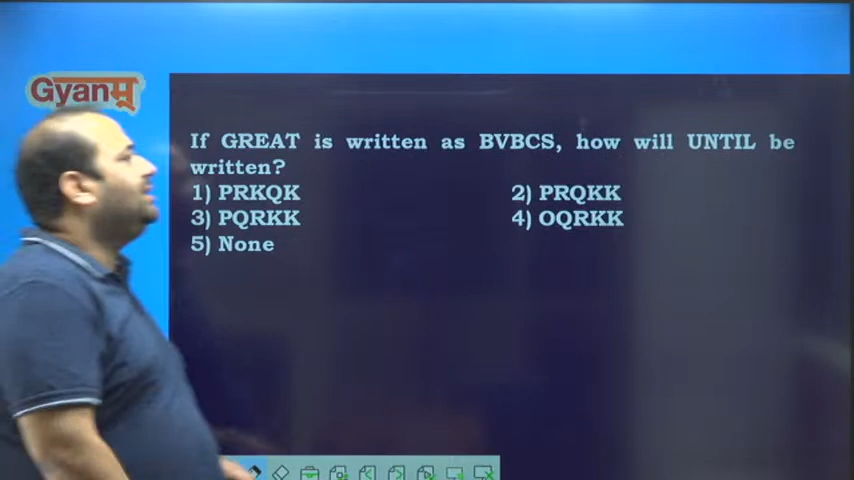 Gyanसू
If GREAT is written as BVBCS, how will UNTIL be
written?
1) PRKQK 2) PRQKK
3) PQRKK 4) OQRKK
5) None